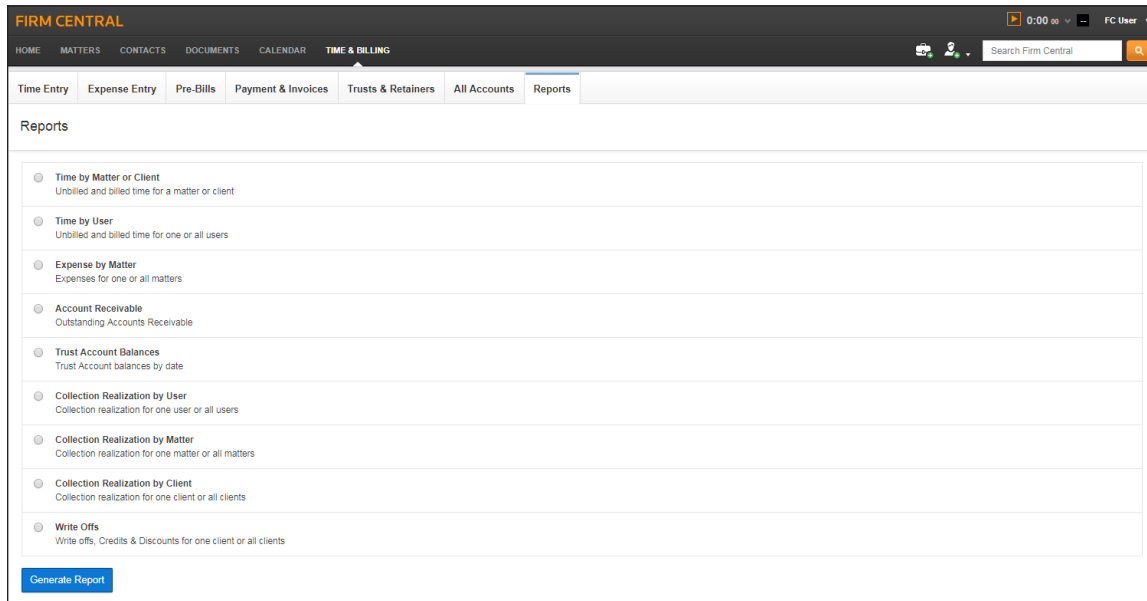 FIRM CENTRAL
0:00 00
FC User
HOME MATTERS CONTACTS DOCUMENTS CALENDAR TIME & BILLING
Search Firm Central
Time Entry Expense Entry Pre-Bills Payment & Invoices Trusts & Retainers All Accounts Reports
Reports
Time by Matter or Client
Unbilled and billed time for a matter or client
Time by User
Unbilled and billed time for one or all users
Expense by Matter
Expenses for one or all matters
Account Receivable
Outstanding Accounts Receivable
Trust Account Balances
Trust Account balances by date
Collection Realization by User
Collection realization for one user or all users
Collection Realization by Matter
Collection realization for one matter or all matters
Collection Realization by Client
Collection realization for one client or all clients
Write Offs
Write offs, Credits & Discounts for one client or all clients
Generate Report